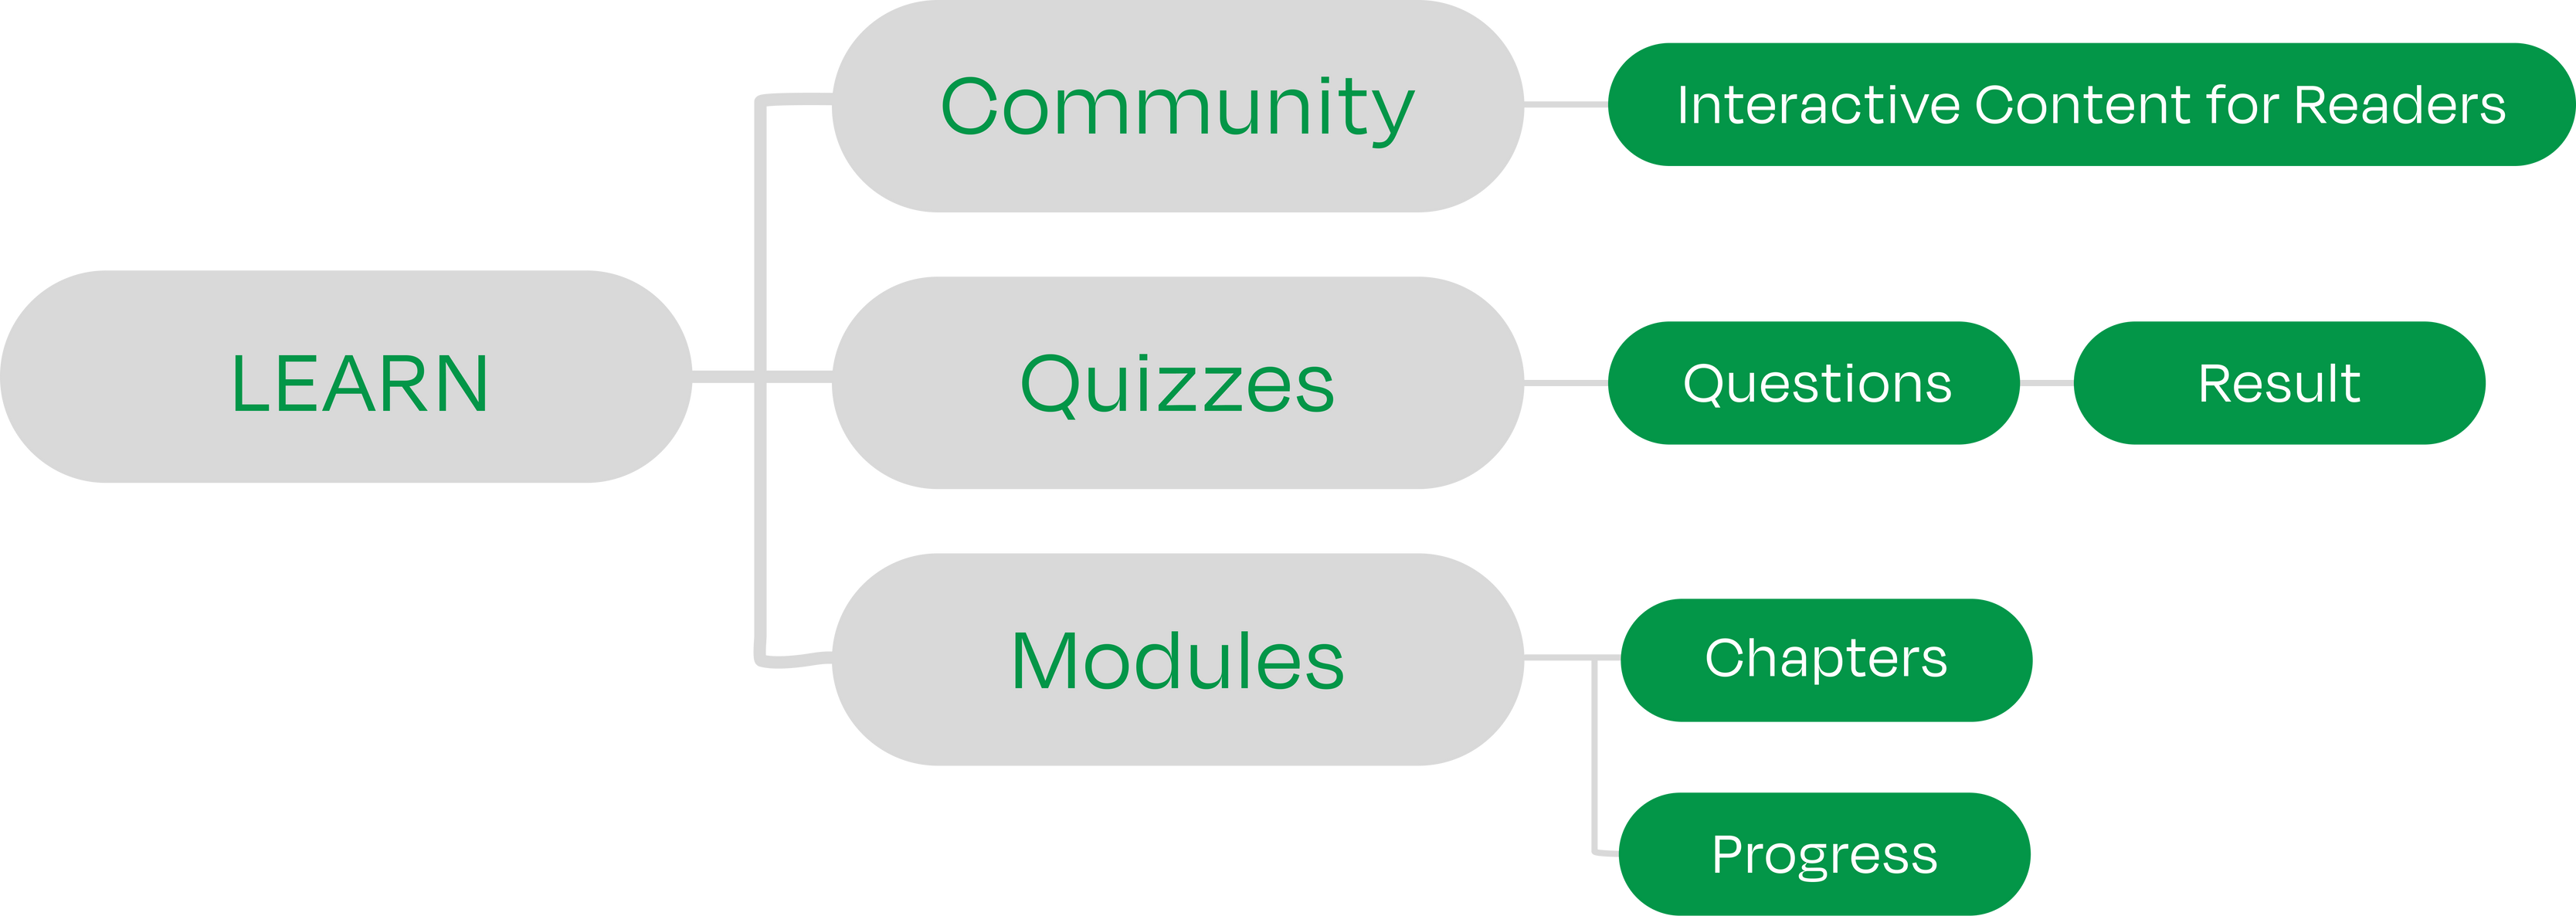 LEARN
Community
Interactive Content for Readers
Quizzes
Questions
Result
Modules
Chapters
Progress